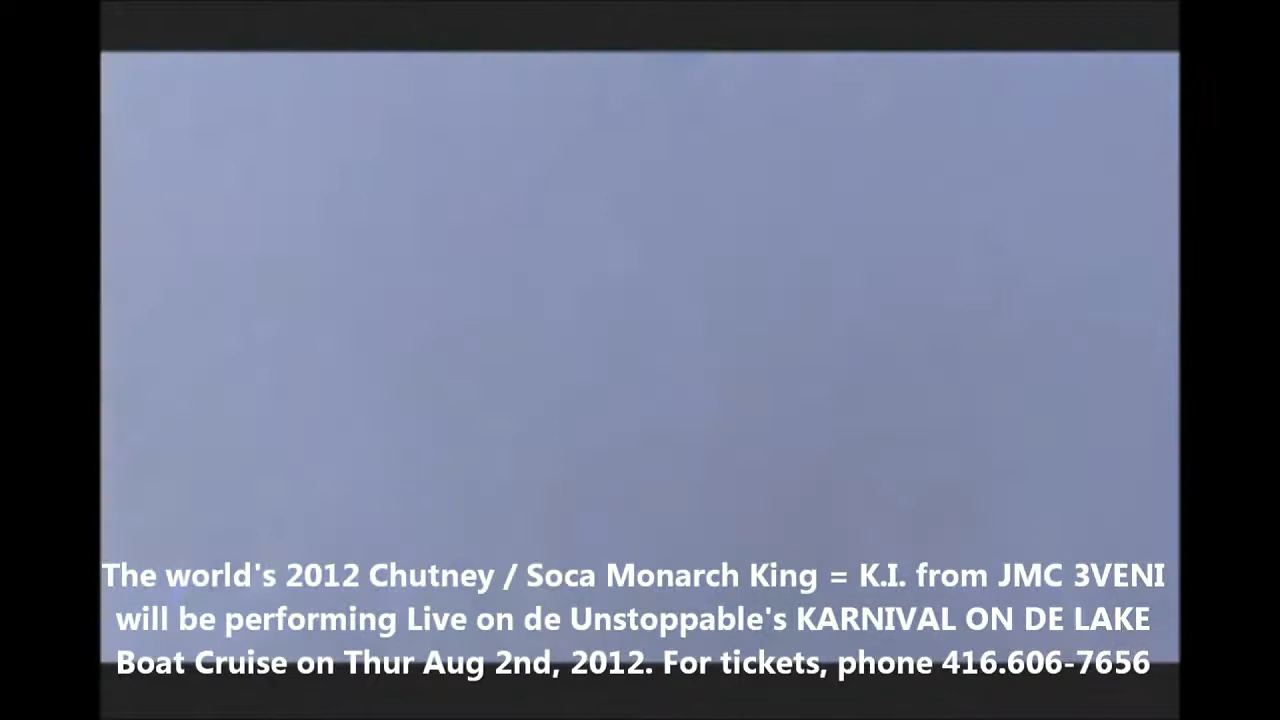 The world's 2012 Chutney / Soca Monarch King = K.I. from JMC 3VENI
will be performing Live on de Unstoppable's KARNIVAL ON DE LAKE
Boat Cruise on Thur Aug 2nd, 2012. For tickets, phone 416.606-7656